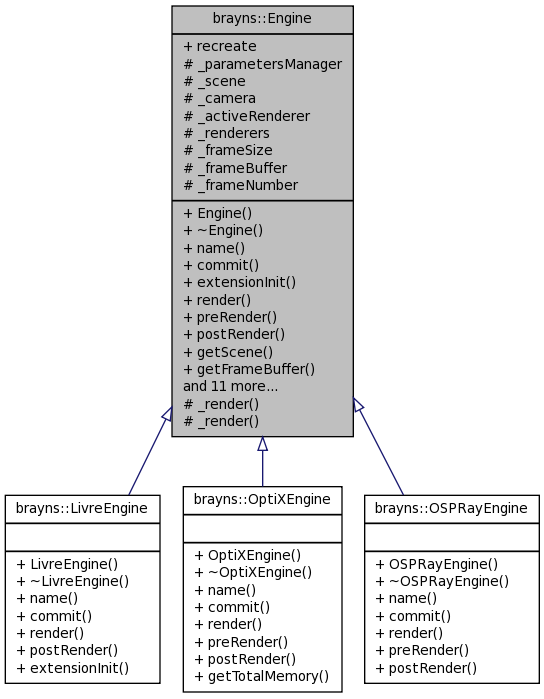 brayns::Engine
+ recreate
# _parametersManager
# _scene
# _camera
# _activeRenderer
# _renderers
# _frameSize
# _frameBuffer
# _frameNumber
+ Engine()
+ ~Engine()
+ name()
+ commit()
+ extensionInit()
+ render()
+ preRender()
+ postRender()
+ getScene()
+ getFrameBuffer()
and 11 more...
# _render()
# _render()
brayns::LivreEngine
+ LivreEngine()
+ ~LivreEngine()
+ name()
+ commit()
+ render()
+ postRender()
+ extensionInit()
brayns::OptiXEngine
+ OptiXEngine()
+ ~OptiXEngine()
+ name()
+ commit()
+ render()
+ preRender()
+ postRender()
+ getTotalMemory()
brayns::OSPRayEngine
+ OSPRayEngine()
+ ~OSPRayEngine()
+ name()
+ commit()
+ render()
+ preRender()
+ postRender()